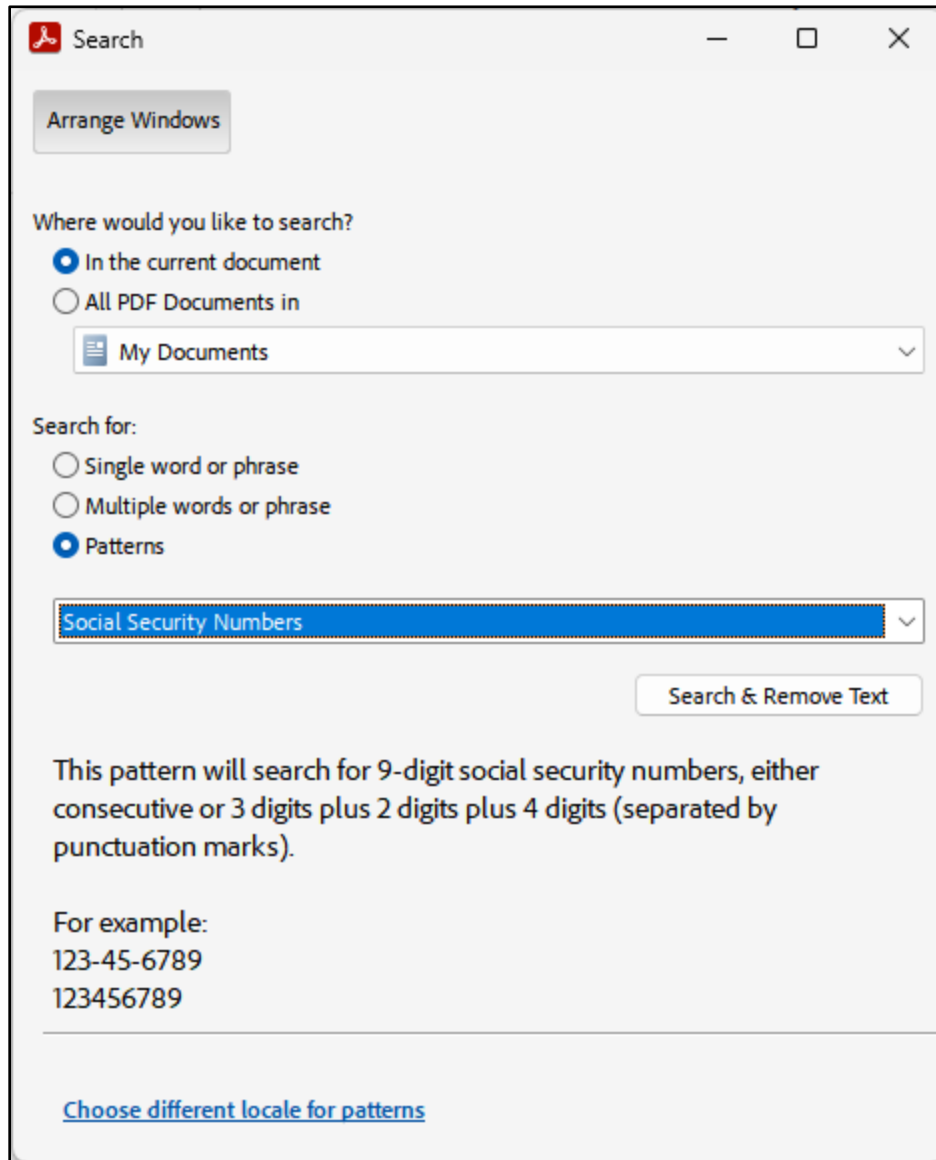 Search
Arrange Windows
Where would you like to search?
In the current document
All PDF Documents in
My Documents
Search for:
Single word or phrase
Multiple words or phrase
Patterns
Social Security Numbers
Search & Remove Text
This pattern will search for 9-digit social security numbers, either
consecutive or 3 digits plus 2 digits plus 4 digits (separated by
punctuation marks).
For example:
123-45-6789
123456789
Choose different locale for patterns